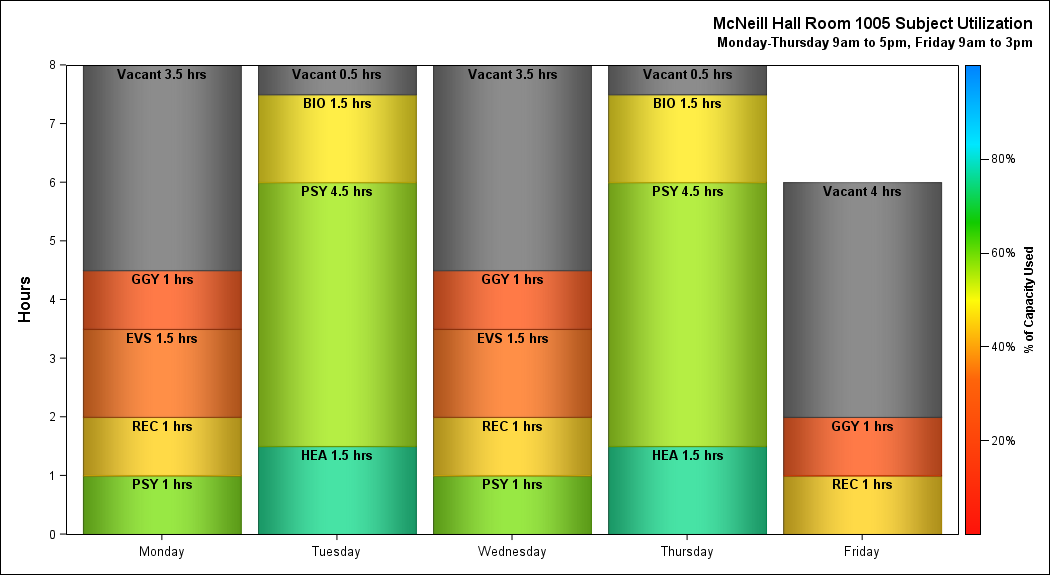 McNeill Hall Room 1005 Subject Utilization
Monday-Thursday 9am to 5pm, Friday 9am to 3pm
Hours
8
7
6
5
4
3
2
1
0
Vacant 3.5 hrs
GGY 1 hrs
EVS 1.5 hrs
REC 1 hrs
PSY 1 hrs
Vacant 0.5 hrs
BIO 1.5 hrs
PSY 4.5 hrs
HEA 1.5 hrs
Vacant 3.5 hrs
GGY 1 hrs
EVS 1.5 hrs
REC 1 hrs
PSY 1 hrs
Vacant 0.5 hrs
BIO 1.5 hrs
PSY 4.5 hrs
HEA 1.5 hrs
Vacant 4 hrs
GGY 1 hrs
REC 1 hrs
Monday
Tuesday
Wednesday
Thursday
Friday
80%
60%
40%
20%
% of Capacity Used